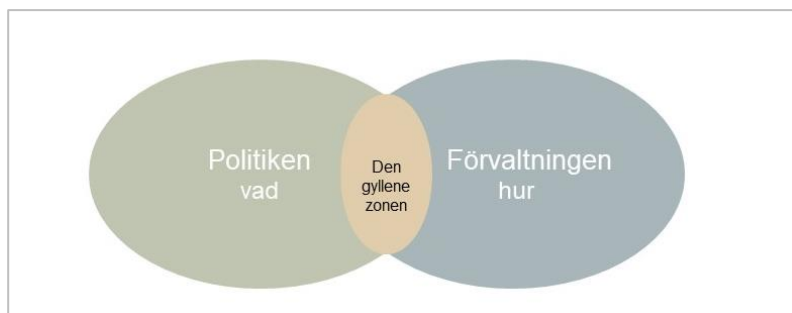 Politiken
vad
Den
gyllene
zonen
Förvaltningen
hur